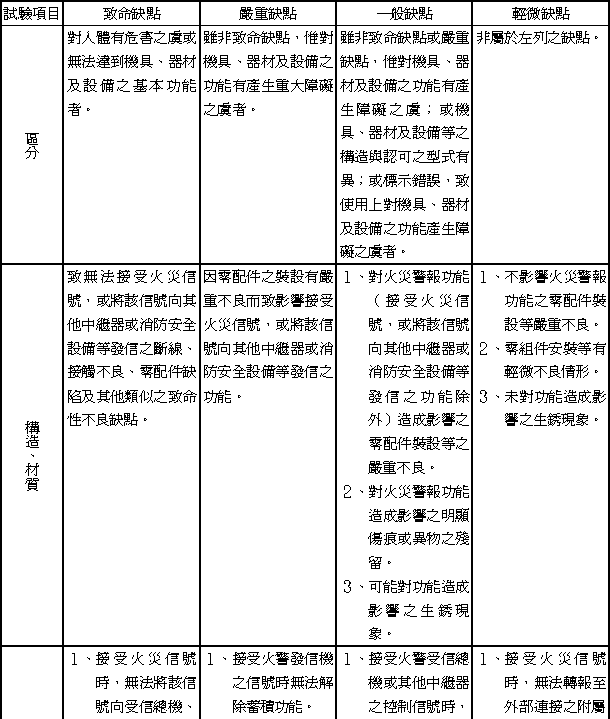 試驗項目
致命缺點
嚴重缺點
一般缺點
輕微缺點
區分
對人體有危害之虞或
無法達到機具、器材
及設備之基本功能
者。
雖非致命缺點，惟對
機具、器材及設備之
功能有產生重大障礙
之虞者。
雖非致命缺點或嚴重
缺點，惟對機具、器
材及設備之功能有產
生障礙之虞；或機
具、器材及設備等之
構造與認可之型式有
異；或標示錯誤，致
使用上對機具、器材
及設備之功能產生障
礙之虞者。
非屬於左列之缺點。
構造、材質
致無法接受火災信
號，或將該信號向其
他中繼器或消防安全
設備等發信之斷線、
接觸不良、零配件缺
陷及其他類似之致命
性不良缺點。
因零配件之裝設有嚴
重不良而致影響接受
火災信號，或將該信
號向其他中繼器或消
防安全設備等發信之
功能。
1、對火災警報功能
（接受火災信
號，或將該信號
向其他中繼器或
消防安全設備等
發信之功能除
外）造成影響之
零配件裝設等之
嚴重不良。
2、對火災警報功能
造成影響之明顯
傷痕或異物之殘
留。
3、可能對功能造成
影響之生銹現
象。
1、不影響火災警報
功能之零配件裝
設等嚴重不良。
2、零組件安裝等有
輕微不良情形。
3、未對功能造成影
響之生銹現象。
1、接受火災信號
時，無法將該信
號向受信總機、
1、接受火警發信機
之信號時無法解
除蓄積功能。
1、接受火警受信總
機或其他中繼器
之控制信號時，
1、接受火災信號
時，無法轉報至
外部連接之附屬